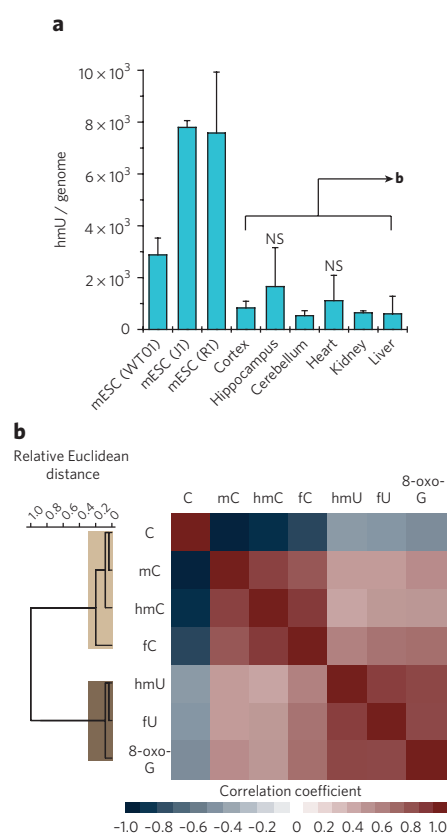 a
10 × 10³
8 × 10³
6 × 10³
4 × 10³
2 × 10³
0
hmU / genome
b
NS
NS
mESC (WT01)
mESC (J1)
mESC (R1)
Cortex
Hippocampus
Cerebellum
Heart
Kidney
Liver
b
Relative Euclidean
distance
1.0 0.8 0.6 0.4 0.2 0
C mC hmC fC hmU fU 8-oxo-
G
C
mC
hmC
fC
hmU
fU
8-oxo-
G
Correlation coefficient
–1.0 –0.8 –0.6 –0.4 –0.2 0 0.2 0.4 0.6 0.8 1.0